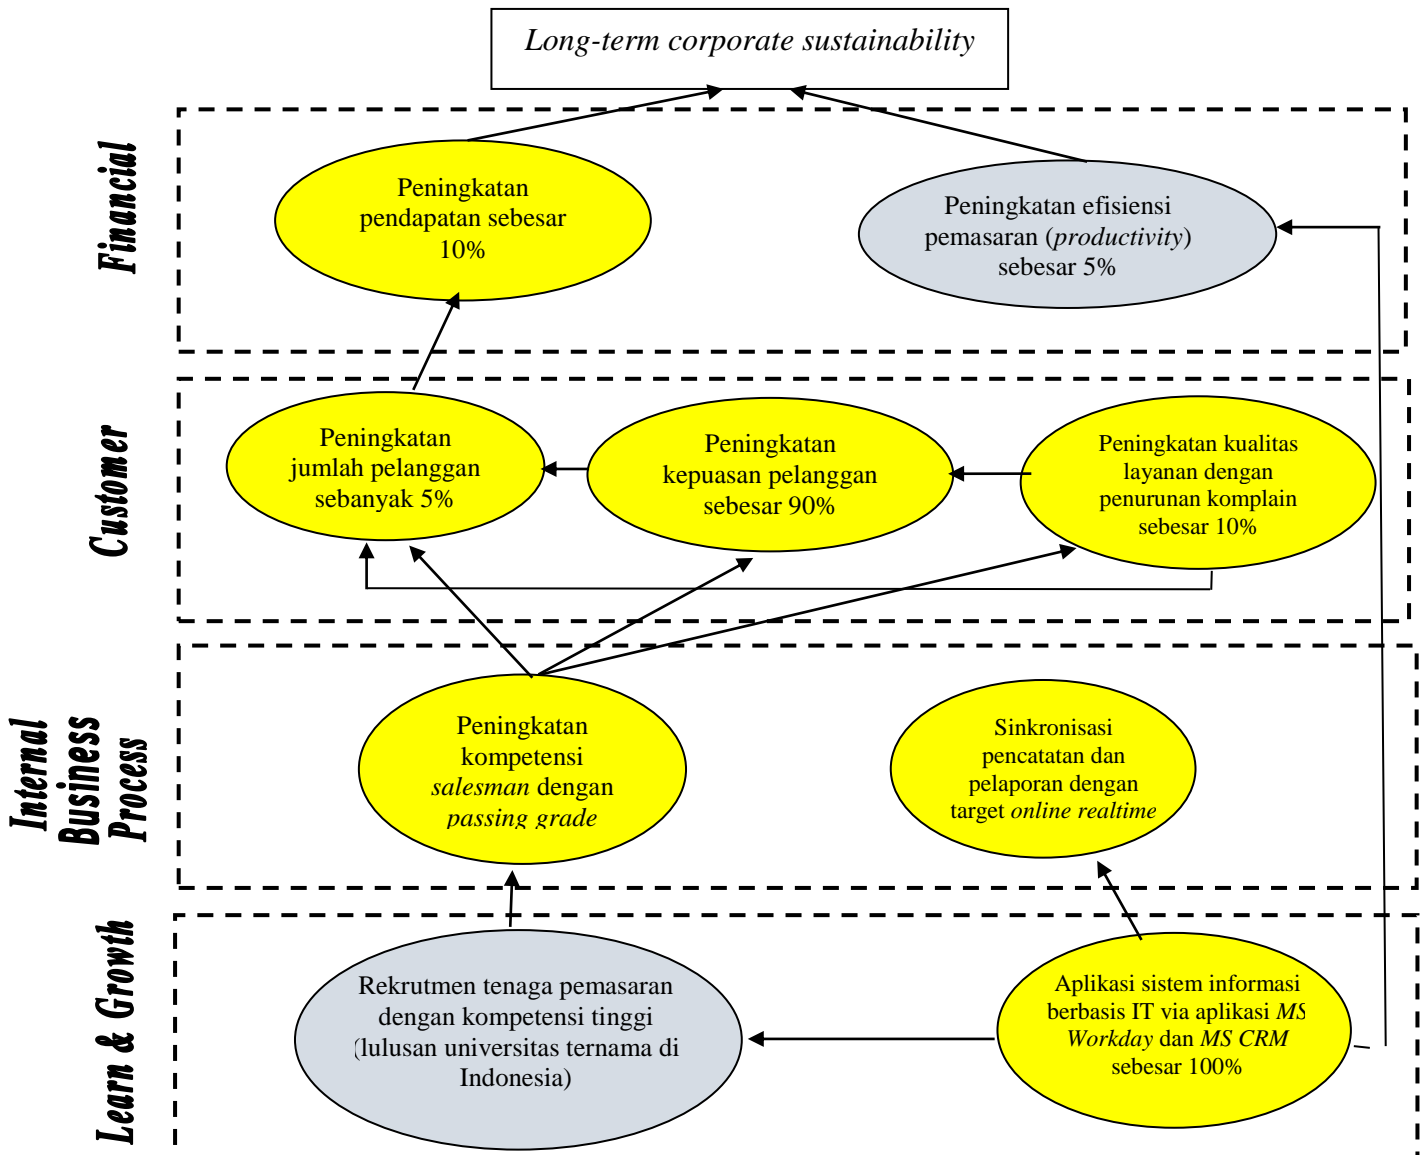 Long-term corporate sustainability
Financial
Peningkatan
pendapatan sebesar
10%
Peningkatan efisiensi
pemasaran (productivity)
sebesar 5%
Customer
Peningkatan
jumlah pelanggan
sebanyak 5%
Peningkatan
kepuasan pelanggan
sebesar 90%
Peningkatan kualitas
layanan dengan
penurunan komplain
sebesar 10%
Internal
Business
Process
Peningkatan
kompetensi
salesman dengan
passing grade
Sinkronisasi
pencatatan dan
pelaporan dengan
target online realtime
Learn & Growth
Rekrutmen tenaga pemasaran
dengan kompetensi tinggi
(lulusan universitas ternama di
Indonesia)
Aplikasi sistem informasi
berbasis IT via aplikasi MS
Workday dan MS CRM
sebesar 100%